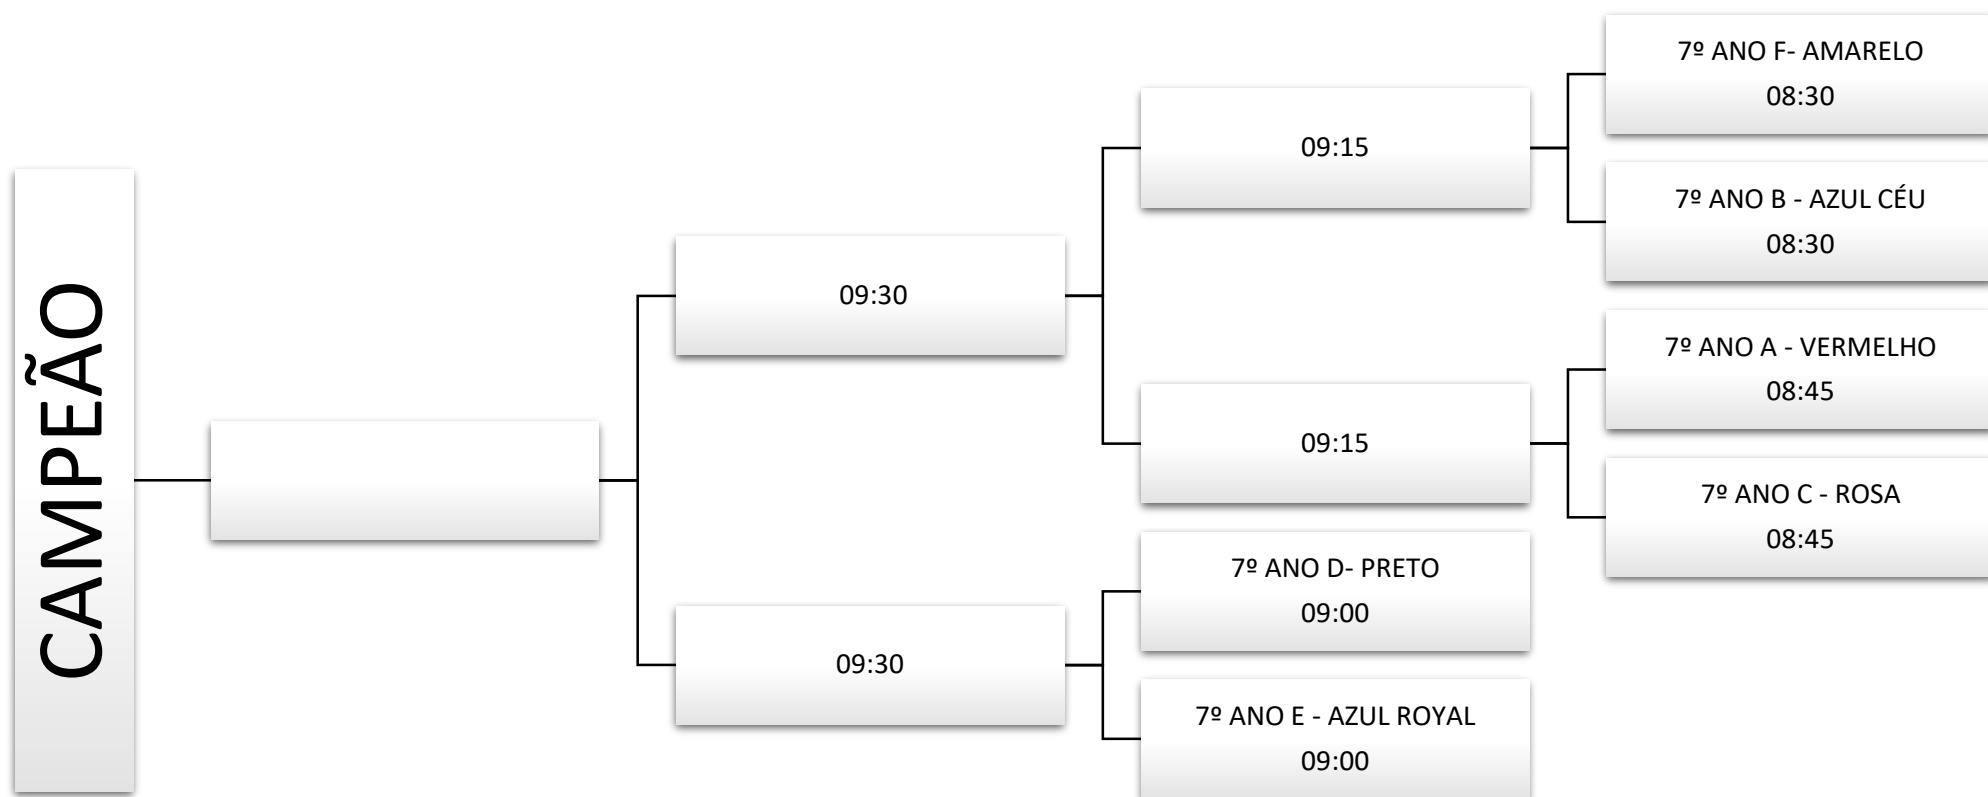 CAMPEÃO
09:30
09:15
7º ANO F- AMARELO
08:30
7º ANO B - AZUL CÉU
08:30
09:15
7º ANO A - VERMELHO
08:45
7º ANO C - ROSA
08:45
09:30
7º ANO D- PRETO
09:00
7º ANO E - AZUL ROYAL
09:00